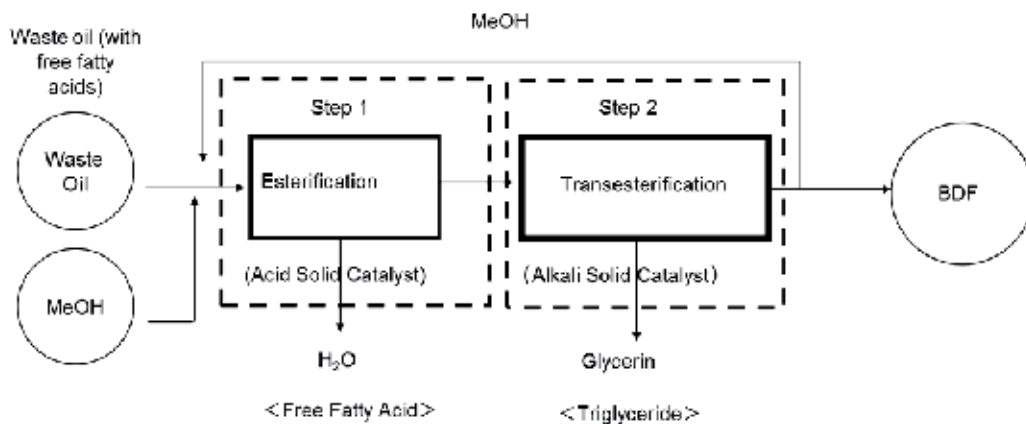 MeOH
Waste oil (with
free fatty
acids)
Step 1
Step 2
Waste
Oil
Esterification
Transesterification
BDF
(Acid Solid Catalyst)
(Alkali Solid Catalyst)
MeOH
H₂O
Glycerin
＜Free Fatty Acid＞
＜Triglyceride＞